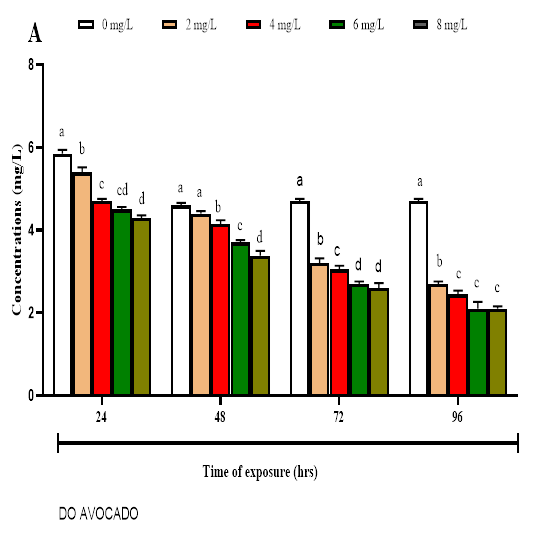 A
0 mg/L 2 mg/L 4 mg/L 6 mg/L 8 mg/L
Concentrations (mg/L)
8
6
4
2
0
a b c cd d
a a b c d
a b c d d
a b c c c
24 48 72 96
Time of exposure (hrs)
DO AVOCADO